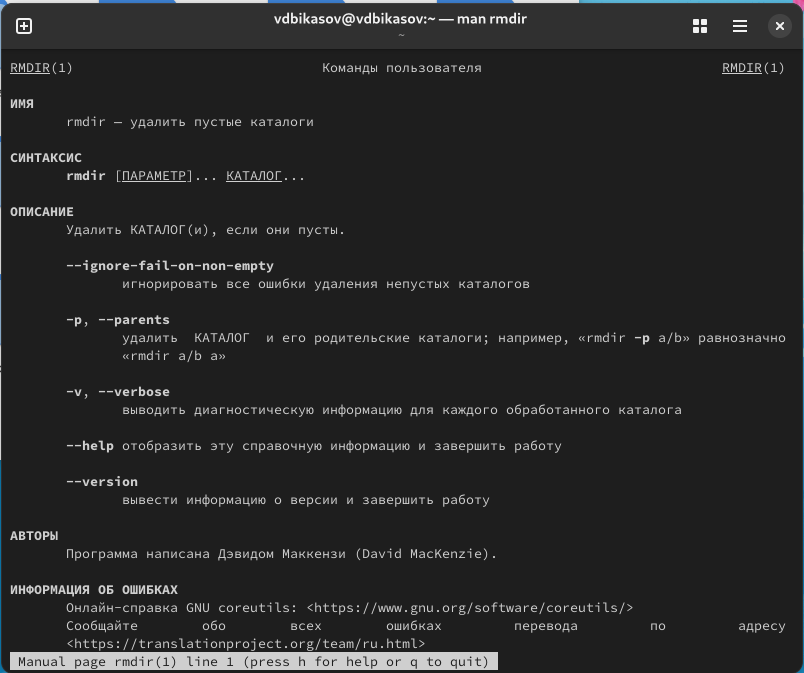 vdbikasov@vdbikasov:~ — man rmdir
~
RMDIR(1) Команды пользователя RMDIR(1)
ИМЯ
rmdir — удалить пустые каталоги
СИНТАКСИС
rmdir [ПАРАМЕТР]... КАТАЛОГ...
ОПИСАНИЕ
Удалить КАТАЛОГ(и), если они пусты.
--ignore-fail-on-non-empty
игнорировать все ошибки удаления непустых каталогов
-p, --parents
удалить КАТАЛОГ и его родительские каталоги; например, «rmdir -p a/b» равнозначно
«rmdir a/b a»
-v, --verbose
выводить диагностическую информацию для каждого обработанного каталога
--help отобразить эту справочную информацию и завершить работу
--version
вывести информацию о версии и завершить работу
АВТОРЫ
Программа написана Дэвидом Маккензи (David MacKenzie).
ИНФОРМАЦИЯ ОБ ОШИБКАХ
Онлайн-справка GNU coreutils: <https://www.gnu.org/software/coreutils/>
Сообщайте обо всех ошибках перевода по адресу
<https://translationproject.org/team/ru.html>
Manual page rmdir(1) line 1 (press h for help or q to quit)